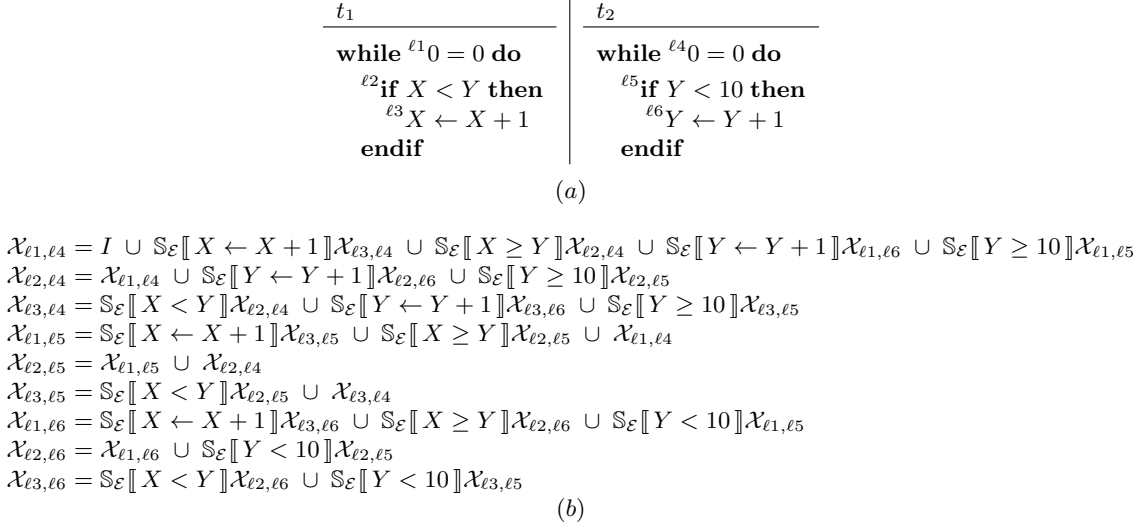 t₁ t₂
while ℓ1 0 = 0 do while ℓ4 0 = 0 do
ℓ2 if X < Y then ℓ5 if Y < 10 then
ℓ3 X ← X + 1 ℓ6 Y ← Y + 1
endif endif
(a)
𝒳ℓ1,ℓ4 = I ∪ 𝕊ℰ⟦ X ← X + 1 ⟧𝒳ℓ3,ℓ4 ∪ 𝕊ℰ⟦ X ≥ Y ⟧𝒳ℓ2,ℓ4 ∪ 𝕊ℰ⟦ Y ← Y + 1 ⟧𝒳ℓ1,ℓ6 ∪ 𝕊ℰ⟦ Y ≥ 10 ⟧𝒳ℓ1,ℓ5
𝒳ℓ2,ℓ4 = 𝒳ℓ1,ℓ4 ∪ 𝕊ℰ⟦ Y ← Y + 1 ⟧𝒳ℓ2,ℓ6 ∪ 𝕊ℰ⟦ Y ≥ 10 ⟧𝒳ℓ2,ℓ5
𝒳ℓ3,ℓ4 = 𝕊ℰ⟦ X < Y ⟧𝒳ℓ2,ℓ4 ∪ 𝕊ℰ⟦ Y ← Y + 1 ⟧𝒳ℓ3,ℓ6 ∪ 𝕊ℰ⟦ Y ≥ 10 ⟧𝒳ℓ3,ℓ5
𝒳ℓ1,ℓ5 = 𝕊ℰ⟦ X ← X + 1 ⟧𝒳ℓ3,ℓ5 ∪ 𝕊ℰ⟦ X ≥ Y ⟧𝒳ℓ2,ℓ5 ∪ 𝒳ℓ1,ℓ4
𝒳ℓ2,ℓ5 = 𝒳ℓ1,ℓ5 ∪ 𝒳ℓ2,ℓ4
𝒳ℓ3,ℓ5 = 𝕊ℰ⟦ X < Y ⟧𝒳ℓ2,ℓ5 ∪ 𝒳ℓ3,ℓ4
𝒳ℓ1,ℓ6 = 𝕊ℰ⟦ X ← X + 1 ⟧𝒳ℓ3,ℓ6 ∪ 𝕊ℰ⟦ X ≥ Y ⟧𝒳ℓ2,ℓ6 ∪ 𝕊ℰ⟦ Y < 10 ⟧𝒳ℓ1,ℓ5
𝒳ℓ2,ℓ6 = 𝒳ℓ1,ℓ6 ∪ 𝕊ℰ⟦ Y < 10 ⟧𝒳ℓ2,ℓ5
𝒳ℓ3,ℓ6 = 𝕊ℰ⟦ X < Y ⟧𝒳ℓ2,ℓ6 ∪ 𝕊ℰ⟦ Y < 10 ⟧𝒳ℓ3,ℓ5
(b)